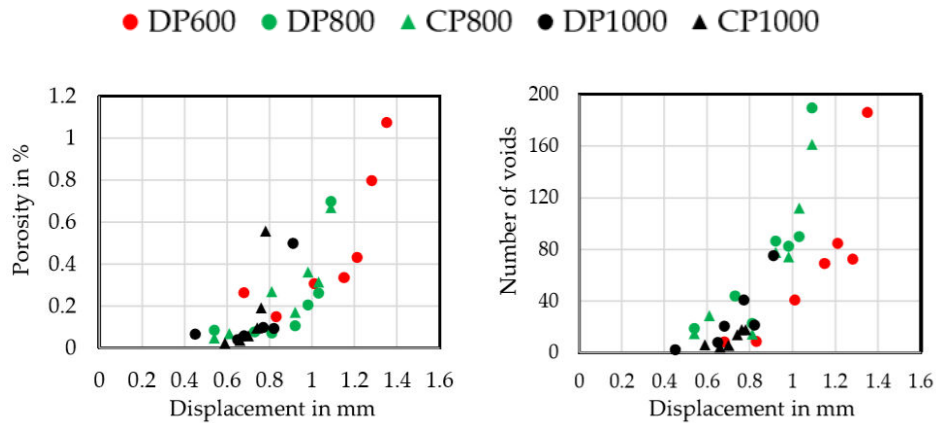 DP600 DP800 CP800 DP1000 CP1000
Porosity in %
1.2
1
0.8
0.6
0.4
0.2
0
0 0.2 0.4 0.6 0.8 1 1.2 1.4 1.6
Displacement in mm
Number of voids
200
160
120
80
40
0
0 0.2 0.4 0.6 0.8 1 1.2 1.4 1.6
Displacement in mm